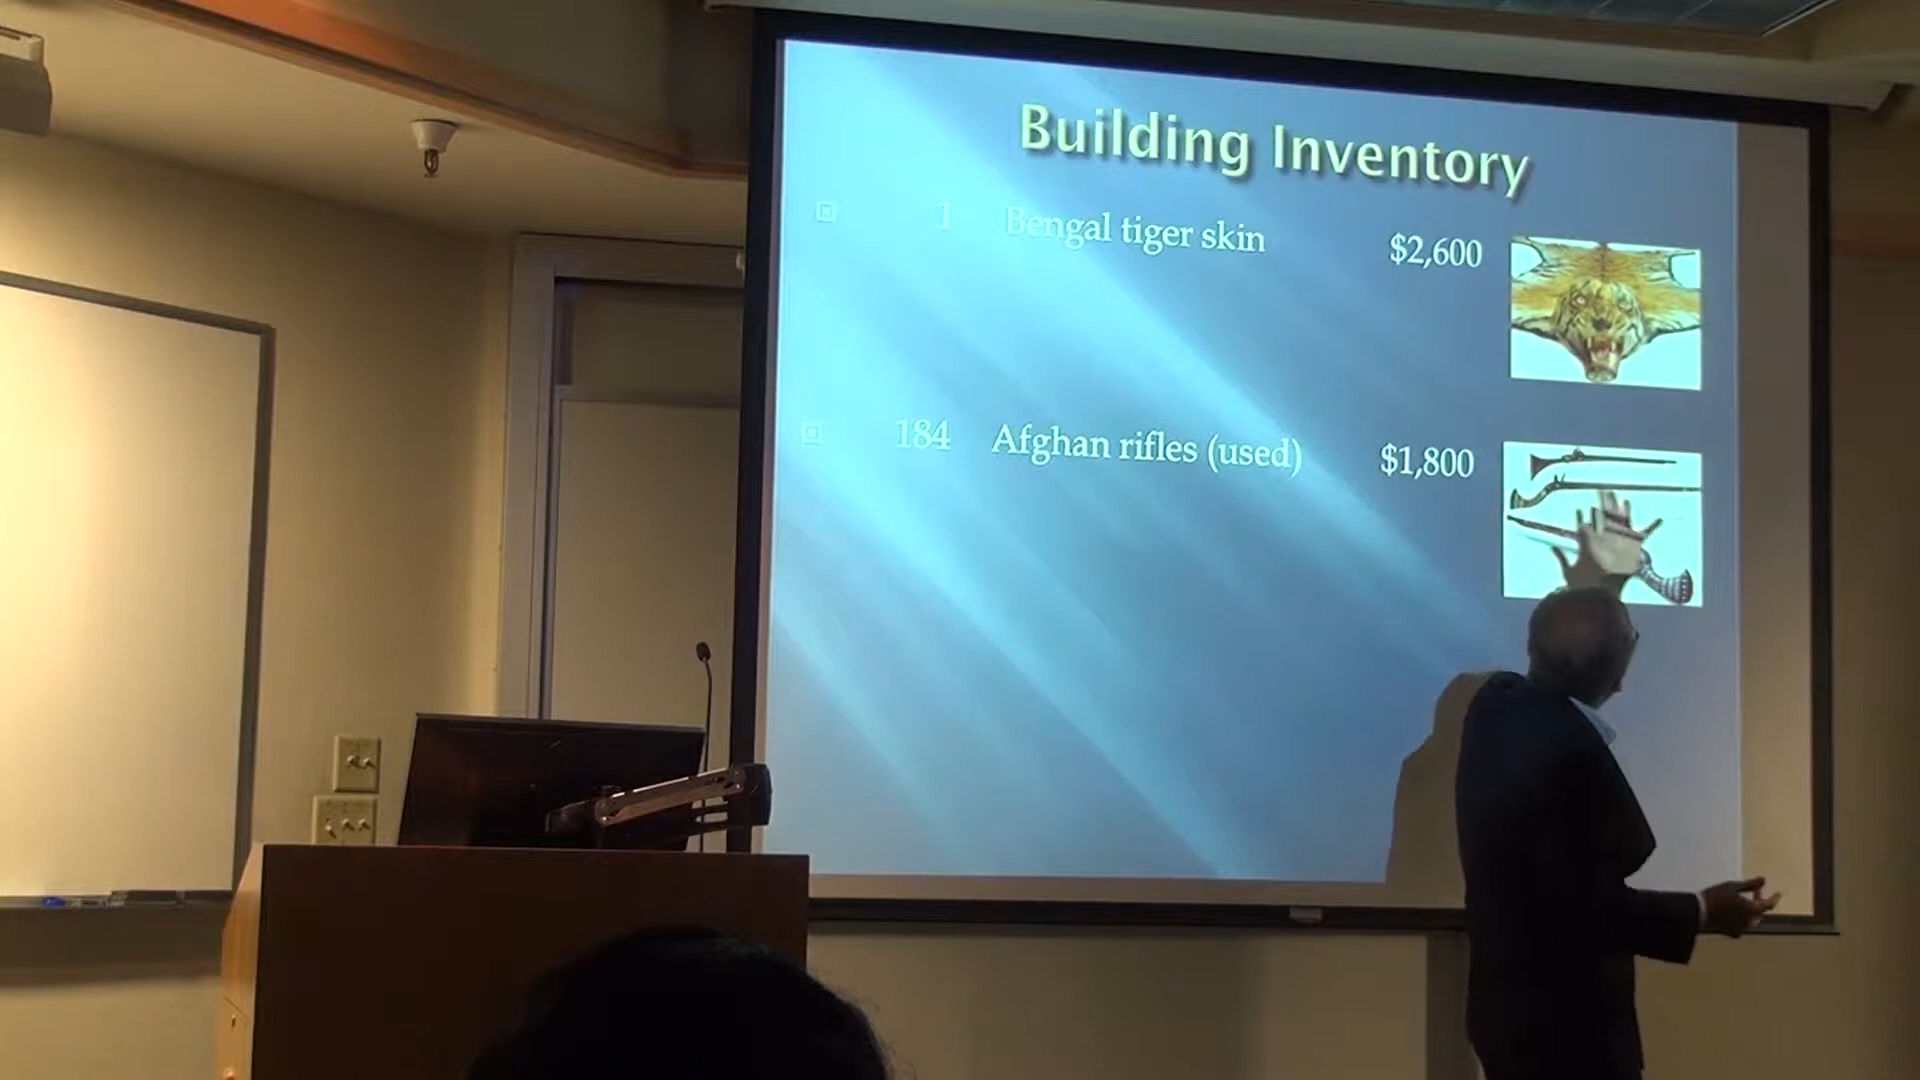 Building Inventory
1 Bengal tiger skin $2,600
184 Afghan rifles (used) $1,800